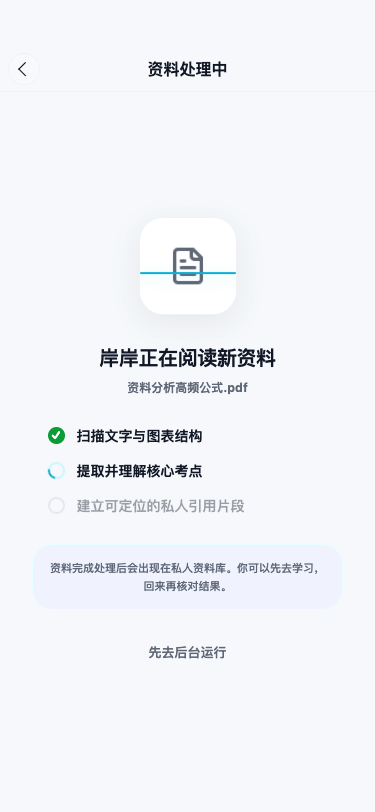 资料处理中
岸岸正在阅读新资料
资料分析高频公式.pdf
扫描文字与图表结构
提取并理解核心考点
建立可定位的私人引用片段
资料完成处理后会出现在私人资料库。你可以先去学习，
回来再核对结果。
先去后台运行